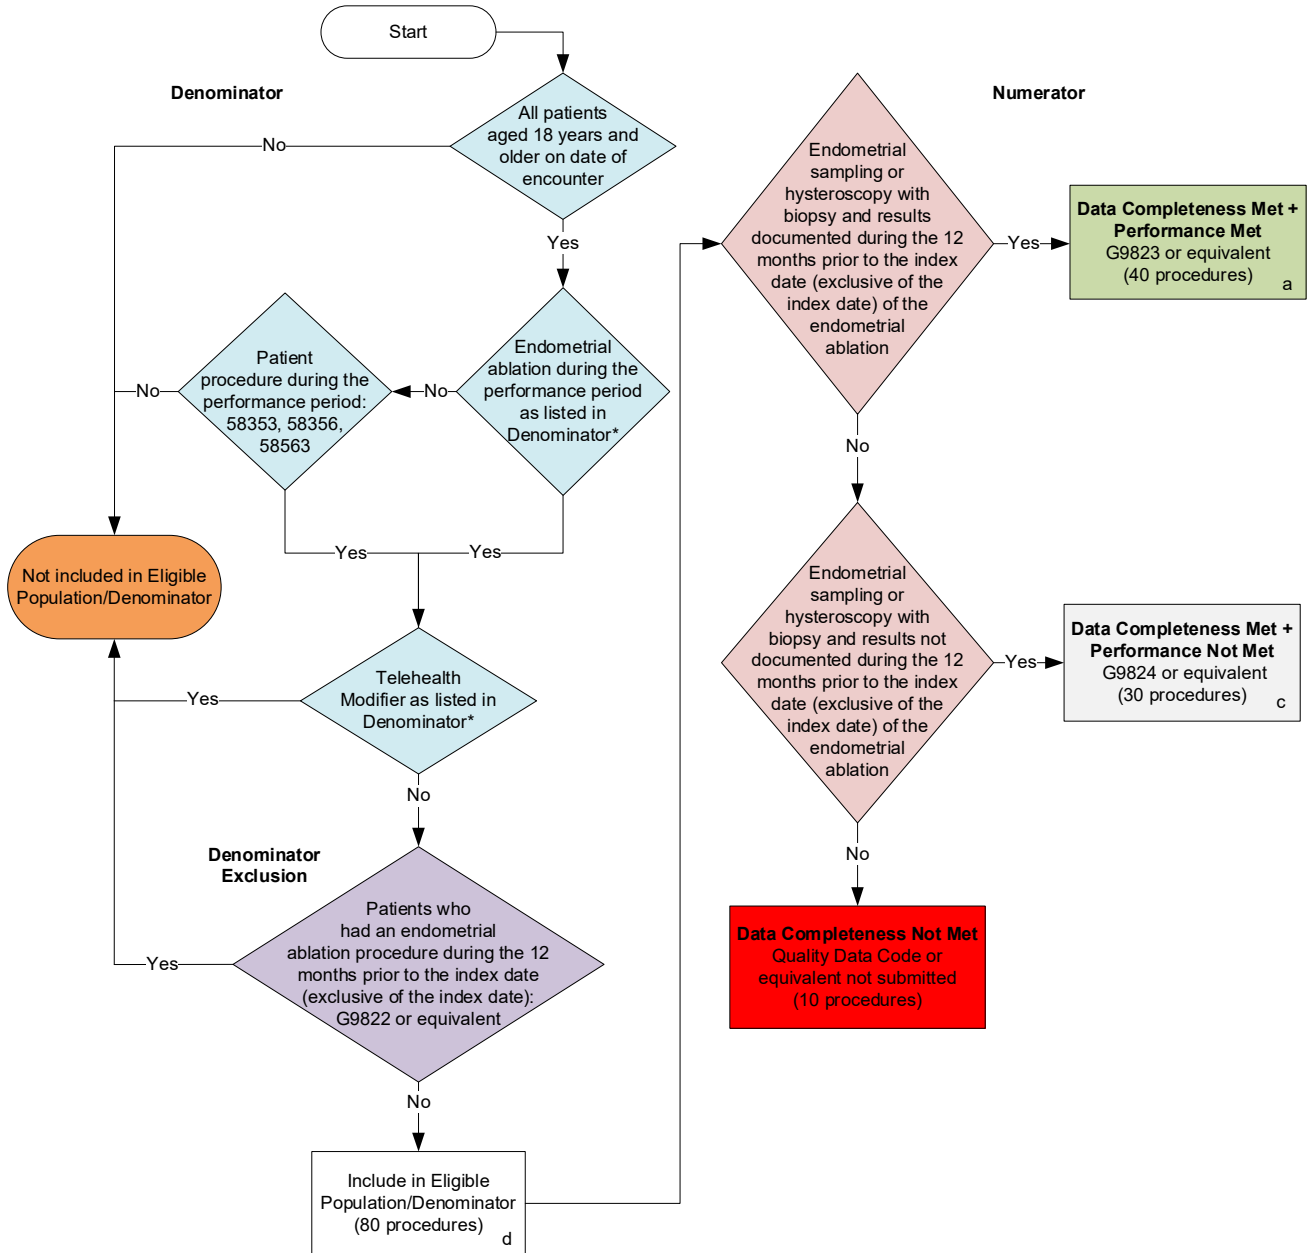 Start
Denominator
All patients
aged 18 years and
older on date of
encounter
No
Yes
Endometrial
ablation during the
performance period
as listed in
Denominator*
No
Patient
procedure during the
performance period:
58353, 58356,
58563
No
Yes
Yes
Not included in Eligible
Population/Denominator
Telehealth
Modifier as listed in
Denominator*
Yes
No
Denominator
Exclusion
Patients who
had an endometrial
ablation procedure during the 12
months prior to the index date
(exclusive of the index date):
G9822 or equivalent
Yes
No
Include in Eligible
Population/Denominator
(80 procedures)
d
Numerator
Endometrial
sampling or
hysteroscopy with
biopsy and results
documented during the 12
months prior to the index
date (exclusive of the
index date) of the
endometrial
ablation
Yes
Data Completeness Met +
Performance Met
G9823 or equivalent
(40 procedures)
a
No
Endometrial
sampling or
hysteroscopy with
biopsy and results not
documented during the 12
months prior to the index
date (exclusive of the
index date) of the
endometrial
ablation
Yes
Data Completeness Met +
Performance Not Met
G9824 or equivalent
(30 procedures)
c
No
Data Completeness Not Met
Quality Data Code or
equivalent not submitted
(10 procedures)